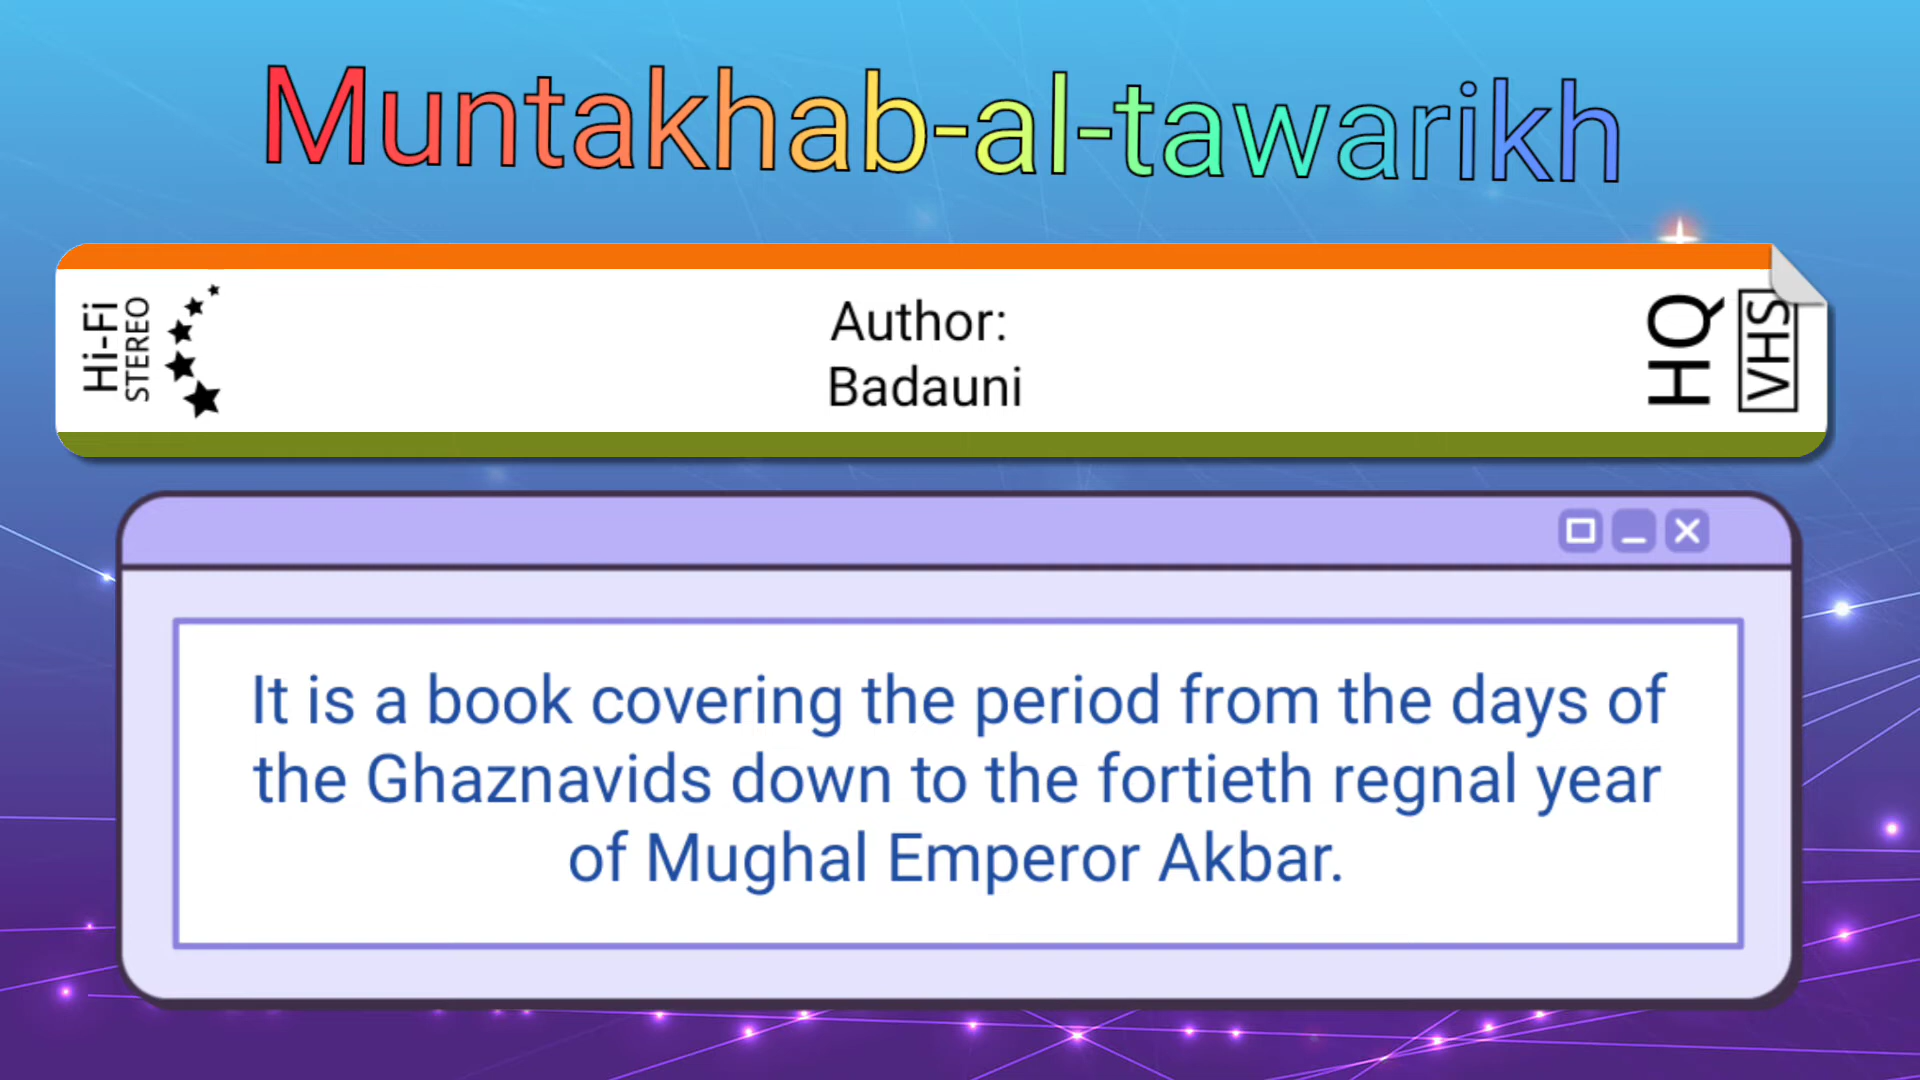 Muntakhab-al-tawarikh
Hi-Fi
STEREO
Author:
Badauni
HQ
VHS
It is a book covering the period from the days of
the Ghaznavids down to the fortieth regnal year
of Mughal Emperor Akbar.